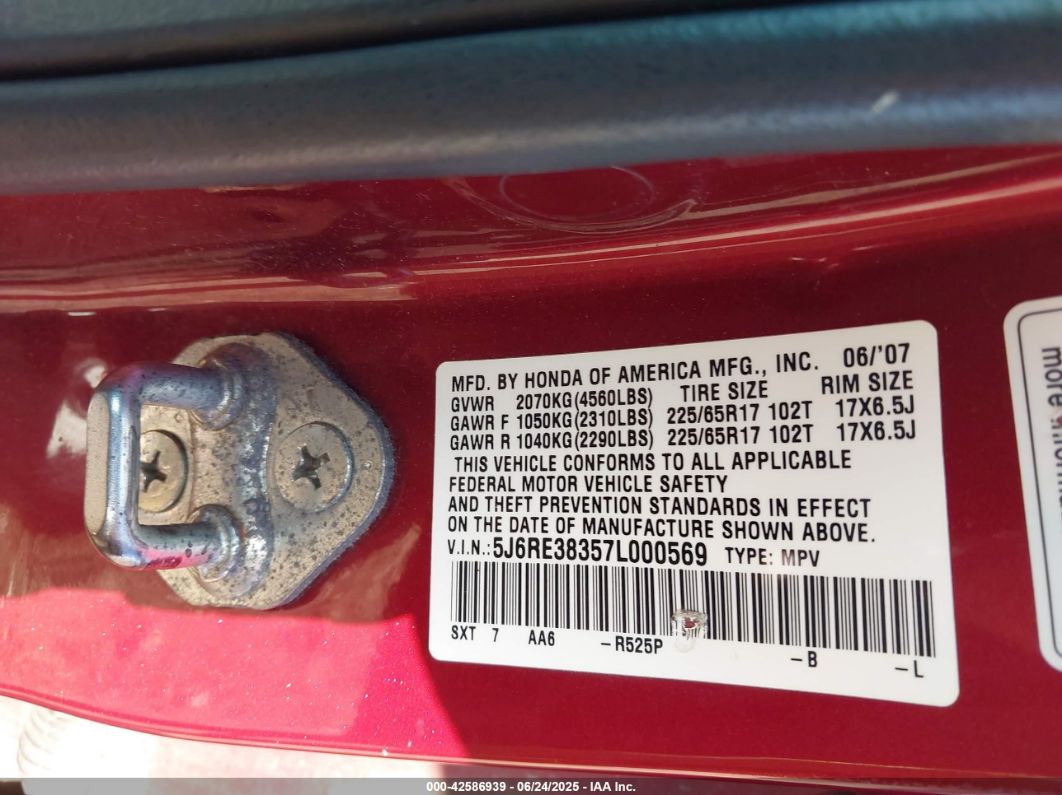 MFD. BY HONDA OF AMERICA MFG., INC. 06/'07
GVWR 2070KG(4560LBS) TIRE SIZE RIM SIZE
GAWR F 1050KG(2310LBS) 225/65R17 102T 17X6.5J
GAWR R 1040KG(2290LBS) 225/65R17 102T 17X6.5J
THIS VEHICLE CONFORMS TO ALL APPLICABLE
FEDERAL MOTOR VEHICLE SAFETY
AND THEFT PREVENTION STANDARDS IN EFFECT
ON THE DATE OF MANUFACTURE SHOWN ABOVE.
V.I.N.: 5J6RE38357L000569 TYPE: MPV
SXT 7 AA6 -R525P -B -L
more
000-42586939 - 06/24/2025 - IAA Inc.